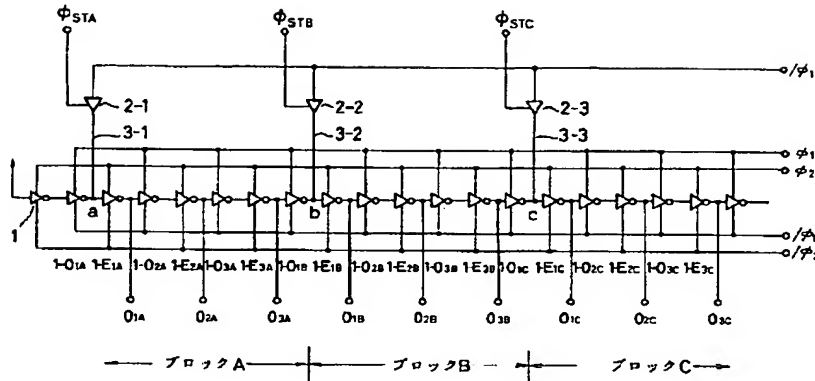 φSTA φSTB φSTC
/φ1
2-1 2-2 2-3
3-1 3-2 3-3
φ1
φ2
a b c
1
/φ1
/φ2
1-O1A 1-E1A 1-O2A 1-E2A 1-O3A 1-E3A 1-O1B 1-E1B 1-O2B 1-E2B 1-O3B 1-E3B 1-O1C 1-E1C 1-O2C 1-E2C 1-O3C 1-E3C
O1A O2A O3A O1B O2B O3B O1C O2C O3C
ブロックA ブロックB ブロックC